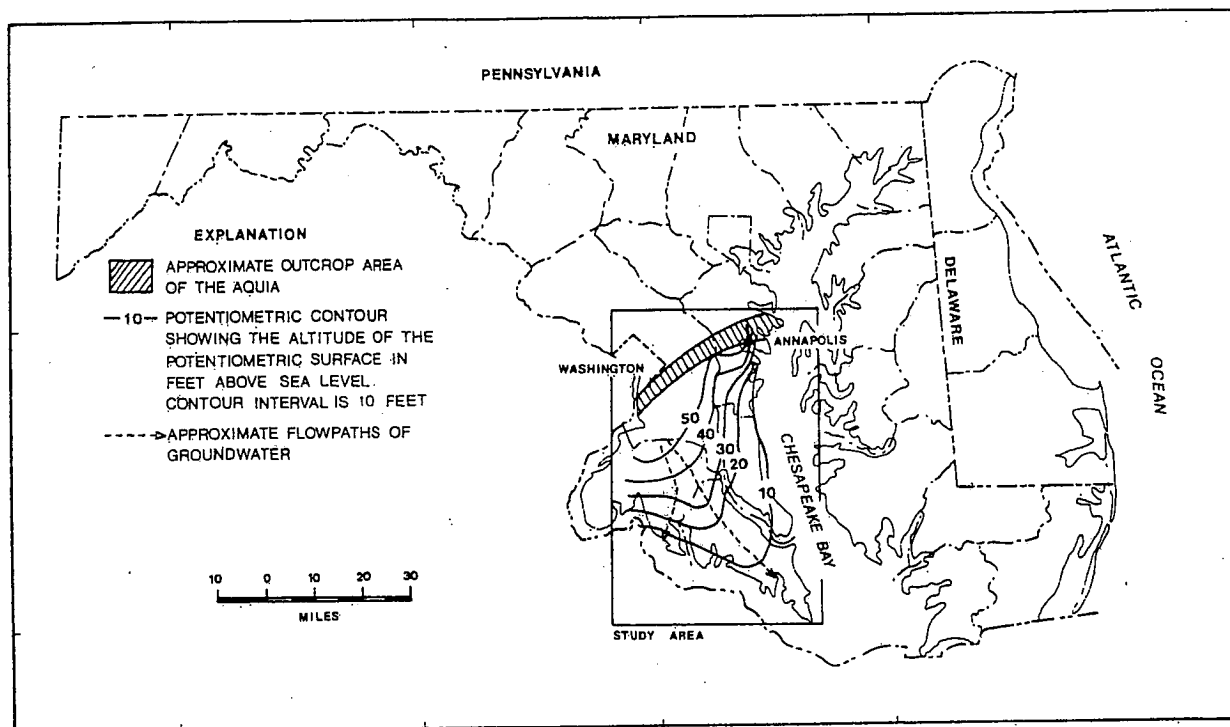 PENNSYLVANIA
MARYLAND
EXPLANATION
APPROXIMATE OUTCROP AREA
OF THE AQUIA
—10— POTENTIOMETRIC CONTOUR
SHOWING THE ALTITUDE OF THE
POTENTIOMETRIC SURFACE IN
FEET ABOVE SEA LEVEL.
CONTOUR INTERVAL IS 10 FEET
APPROXIMATE FLOWPATHS OF
GROUNDWATER
10 0 10 20 30
MILES
WASHINGTON
ANNAPOLIS
50
40
30
20
10
CHESAPEAKE BAY
STUDY AREA
DELAWARE
ATLANTIC
OCEAN